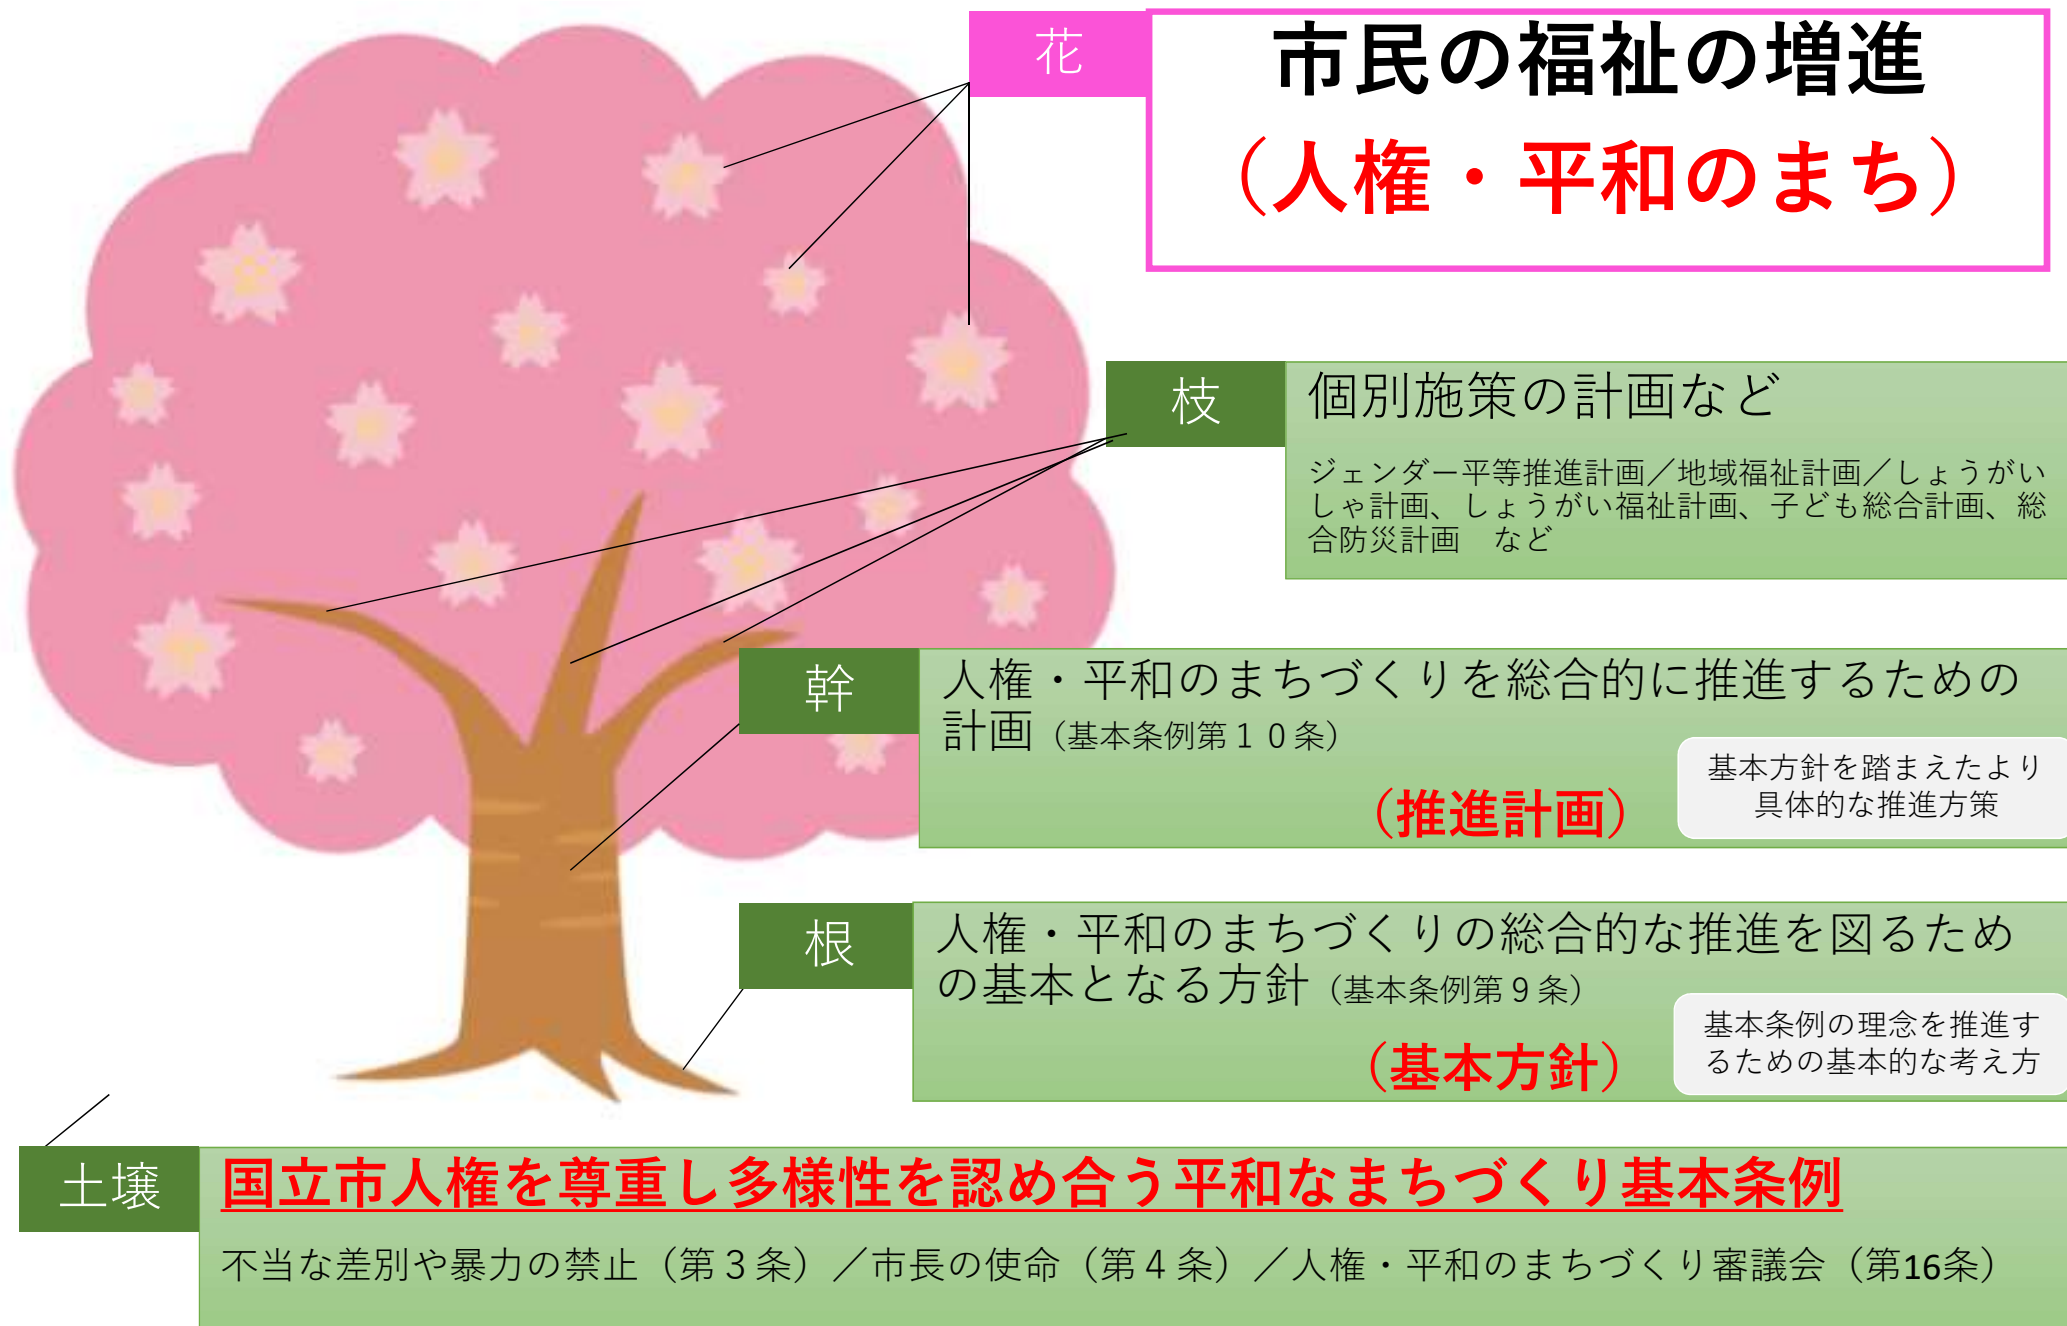 花
市民の福祉の増進
（人権・平和のまち）
枝
個別施策の計画など
ジェンダー平等推進計画／地域福祉計画／しょうがい
しゃ計画、しょうがい福祉計画、子ども総合計画、総
合防災計画　など
幹
人権・平和のまちづくりを総合的に推進するための
計画（基本条例第１０条）
（推進計画）
基本方針を踏まえたより
具体的な推進方策
根
人権・平和のまちづくりの総合的な推進を図るため
の基本となる方針（基本条例第９条）
（基本方針）
基本条例の理念を推進す
るための基本的な考え方
土壌
国立市人権を尊重し多様性を認め合う平和なまちづくり基本条例
不当な差別や暴力の禁止（第３条）／市長の使命（第４条）／人権・平和のまちづくり審議会（第16条）